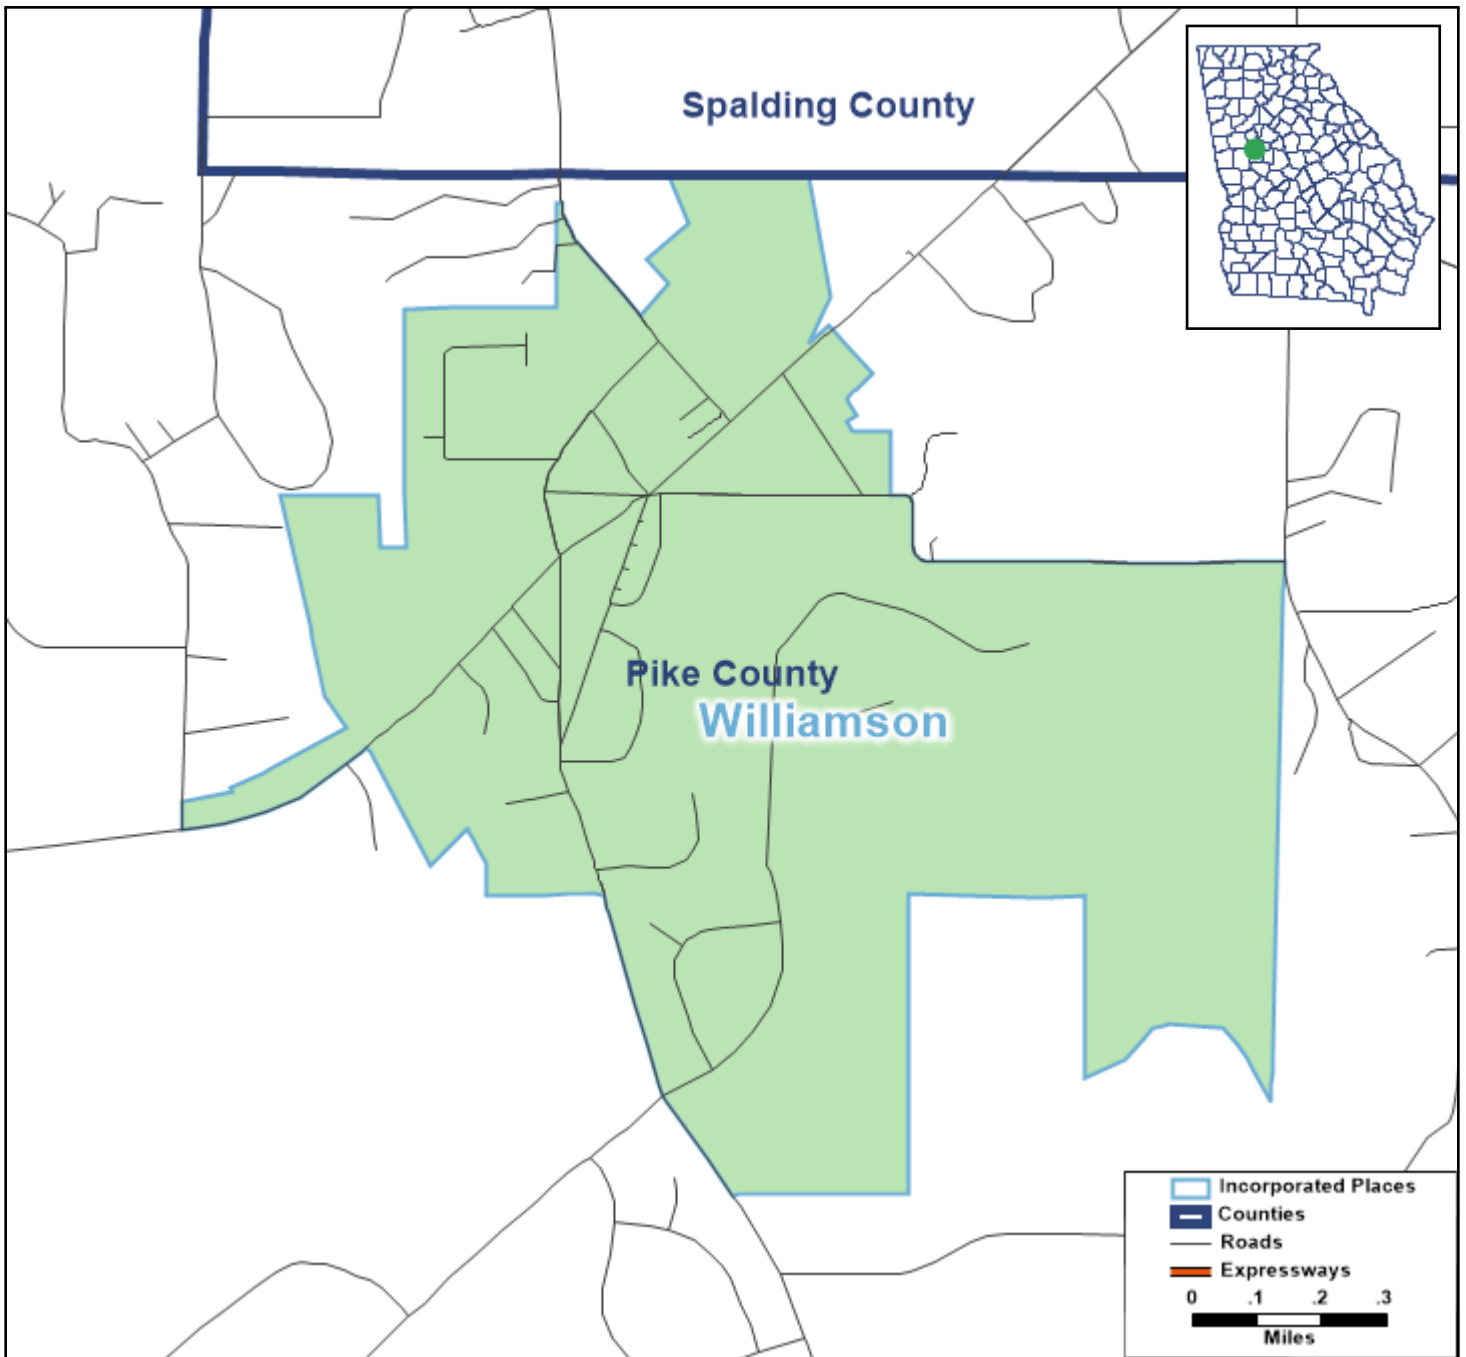 Spalding County
Pike County
Williamson
Incorporated Places
Counties
Roads
Expressways
0 .1 .2 .3
Miles